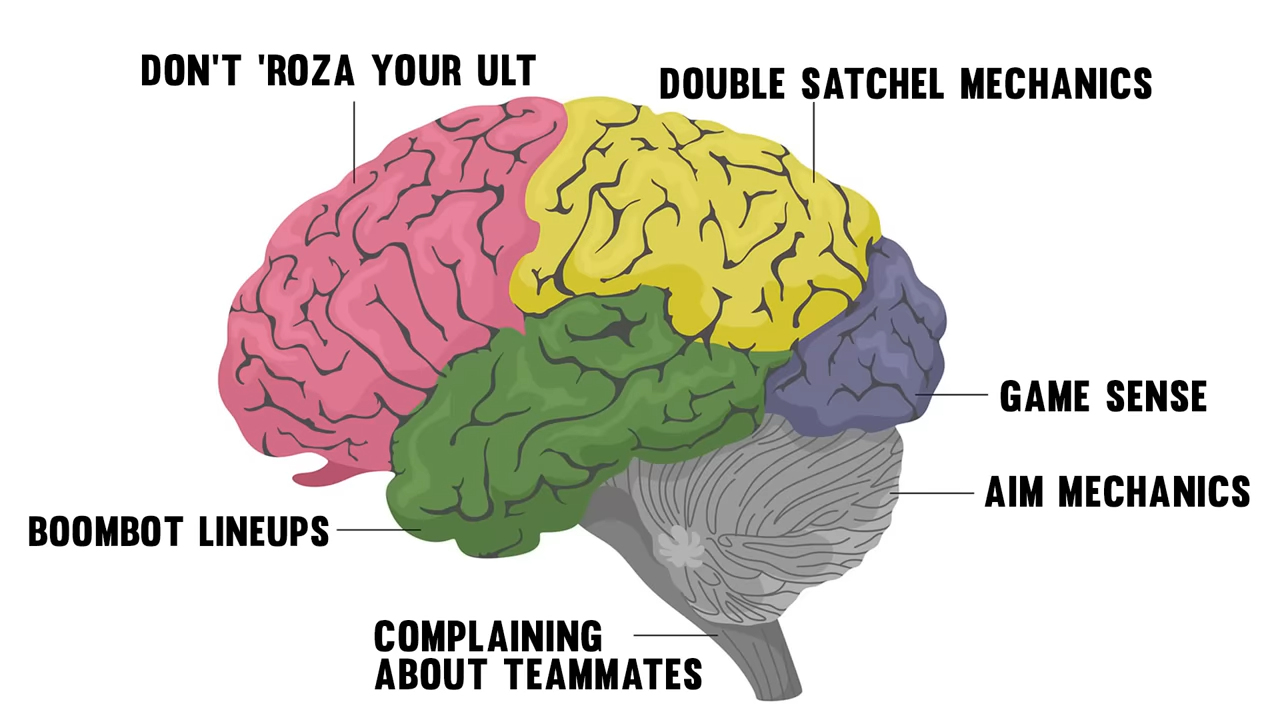 DON'T 'ROZA YOUR ULT
DOUBLE SATCHEL MECHANICS
GAME SENSE
AIM MECHANICS
BOOMBOT LINEUPS
COMPLAINING
ABOUT TEAMMATES